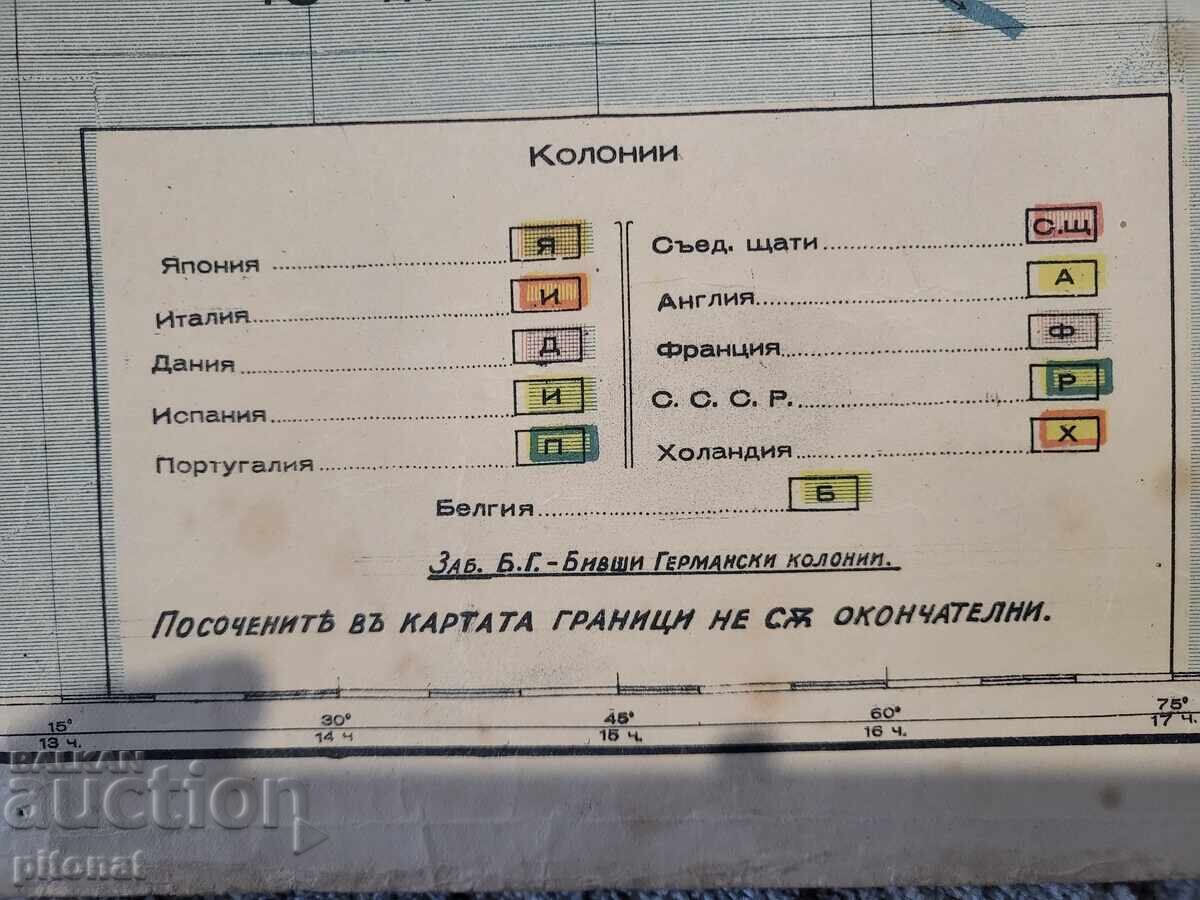 Колонии
Япония Я
Италия И
Дания Д
Испания И
Португалия П
Съед. щати С.Щ
Англия А
Франция Ф
С. С. С. Р. Р
Холандия Х
Белгия Б
Заб. Б.Г. - Бивши Германски колонии.
Посоченитѣ въ картата граници не сѫ окончателни.
15° 30° 45° 60° 75°
13 ч. 14 ч 15 ч. 16 ч. 17 ч.
BALKAN
auction
pifonat